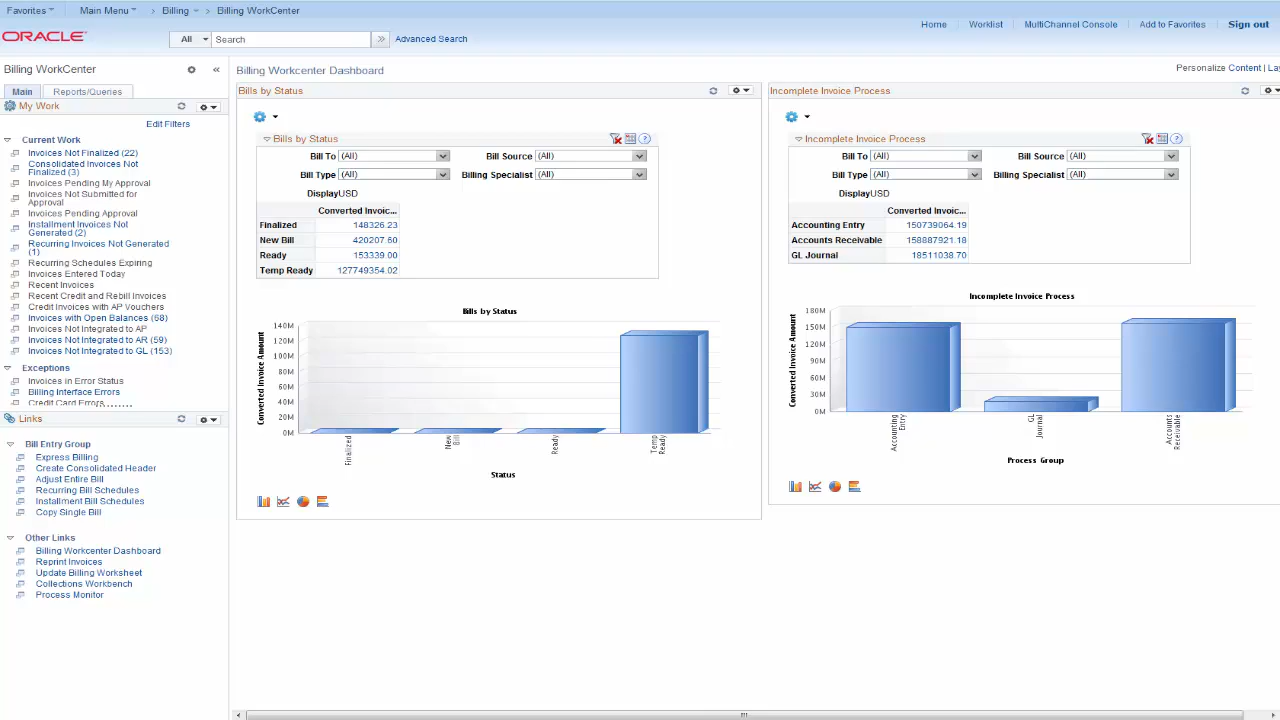 Favorites
Main Menu
>
Billing
>
Billing WorkCenter
Home
Worklist
MultiChannel Console
Add to Favorites
Sign out
ORACLE
All
Search
Advanced Search
Billing WorkCenter
Main
Reports/Queries
My Work
Edit Filters
Current Work
Invoices Not Finalized (22)
Consolidated Invoices Not
Finalized (3)
Invoices Pending My Approval
Invoices Not Submitted for
Approval
Invoices Pending Approval
Installment Invoices Not
Generated (2)
Recurring Invoices Not Generated
(1)
Recurring Schedules Expiring
Invoices Entered Today
Recent Invoices
Recent Credit and Rebill Invoices
Credit Invoices with AP Vouchers
Invoices with Open Balances (58)
Invoices Not Integrated to AP
Invoices Not Integrated to AR (59)
Invoices Not Integrated to GL (153)
Exceptions
Invoices in Error Status
Billing Interface Errors
Credit Card Errors
Links
Bill Entry Group
Express Billing
Create Consolidated Header
Adjust Entire Bill
Recurring Bill Schedules
Installment Bill Schedules
Copy Single Bill
Other Links
Billing Workcenter Dashboard
Reprint Invoices
Update Billing Worksheet
Collections Workbench
Process Monitor
Billing Workcenter Dashboard
Personalize Content |
Bills by Status
Bills by Status
Bill To (All)
Bill Source (All)
Bill Type (All)
Billing Specialist (All)
DisplayUSD
Converted Invoic...
Finalized 148326.23
New Bill 420207.60
Ready 153339.00
Temp Ready 127749354.02
Bills by Status
Converted Invoice Amount
140M
120M
100M
80M
60M
40M
20M
0M
Finalized
New Bill
Ready
Temp Ready
Status
Incomplete Invoice Process
Incomplete Invoice Process
Bill To (All)
Bill Source (All)
Bill Type (All)
Billing Specialist (All)
DisplayUSD
Converted Invoic...
Accounting Entry 150739064.19
Accounts Receivable 158887921.18
GL Journal 18511038.70
Incomplete Invoice Process
Converted Invoice Amount
180M
150M
120M
90M
60M
30M
0M
Accounting Entry
GL Journal
Accounts Receivable
Process Group